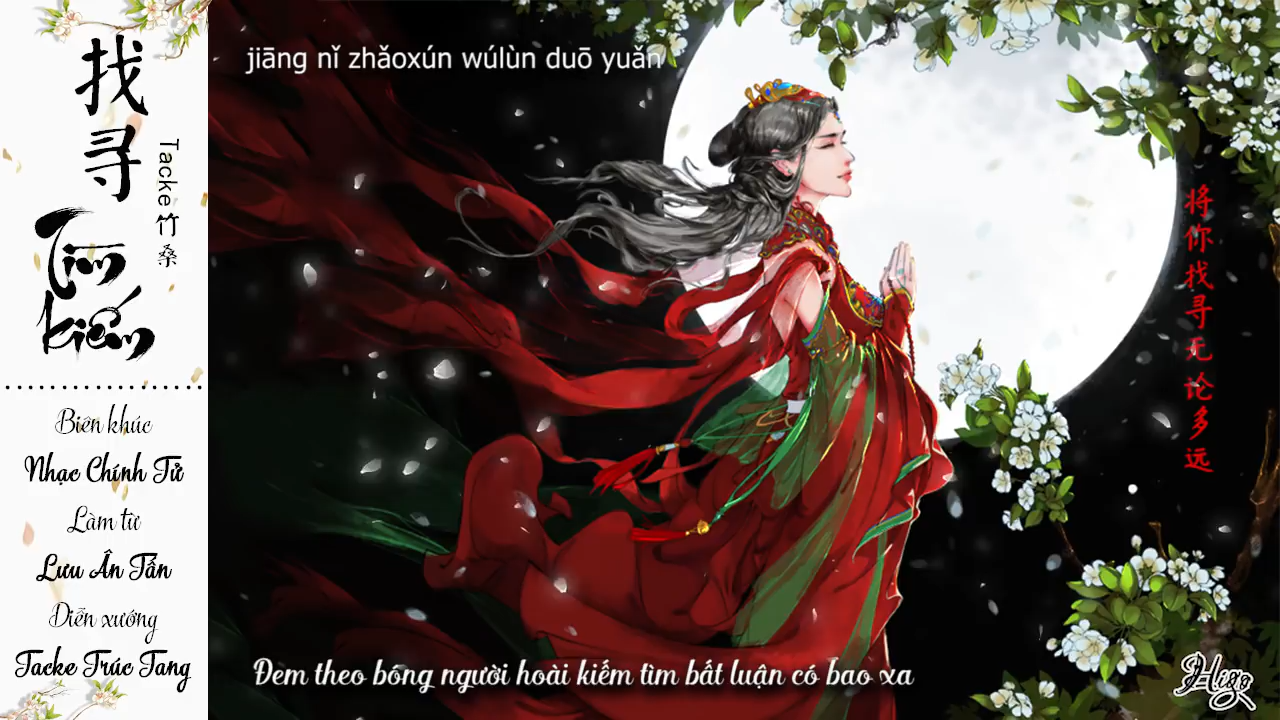 找寻
Tacke竹桑
Tìm
kiếm
Biên khúc
Nhạc Chính Tử
Làm từ
Lưu Ân Tấn
Diễn xướng
Tacke Trúc Tang
jiāng nǐ zhǎoxún wúlùn duō yuǎn
将你找寻无论多远
Đem theo bóng người hoài kiếm tìm bất luận có bao xa
Higo